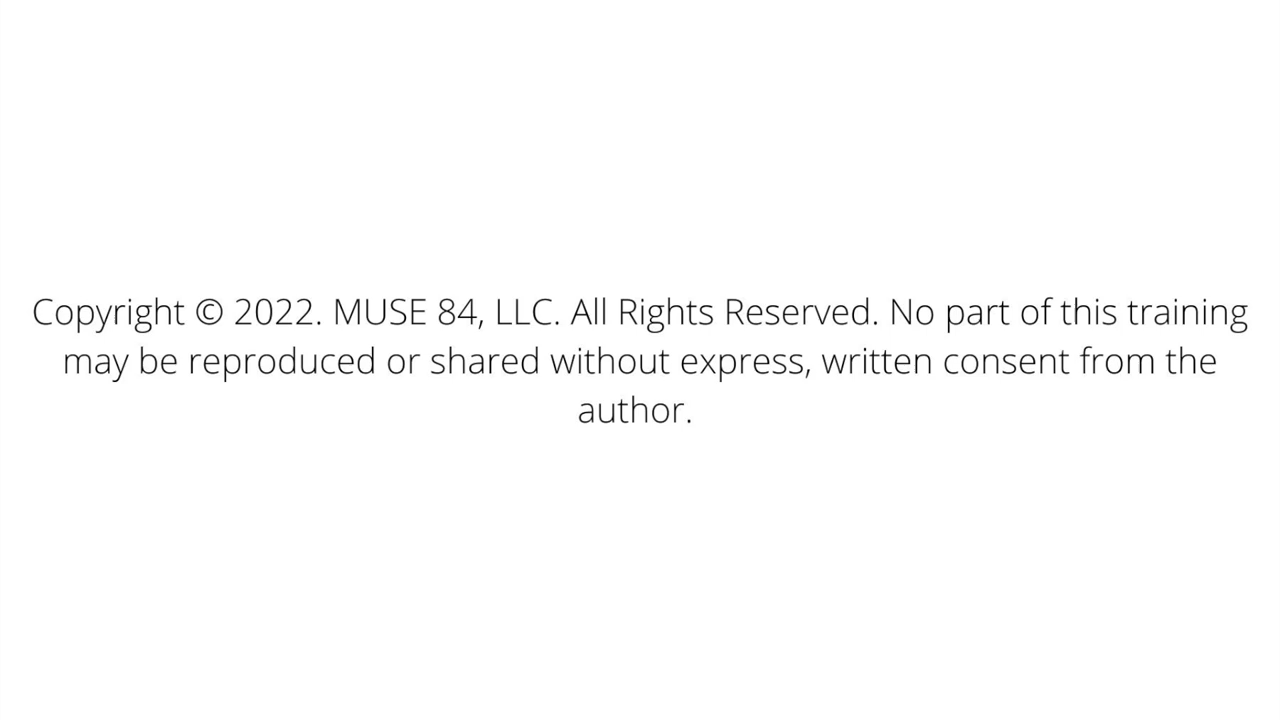 Copyright © 2022. MUSE 84, LLC. All Rights Reserved. No part of this training
may be reproduced or shared without express, written consent from the
author.